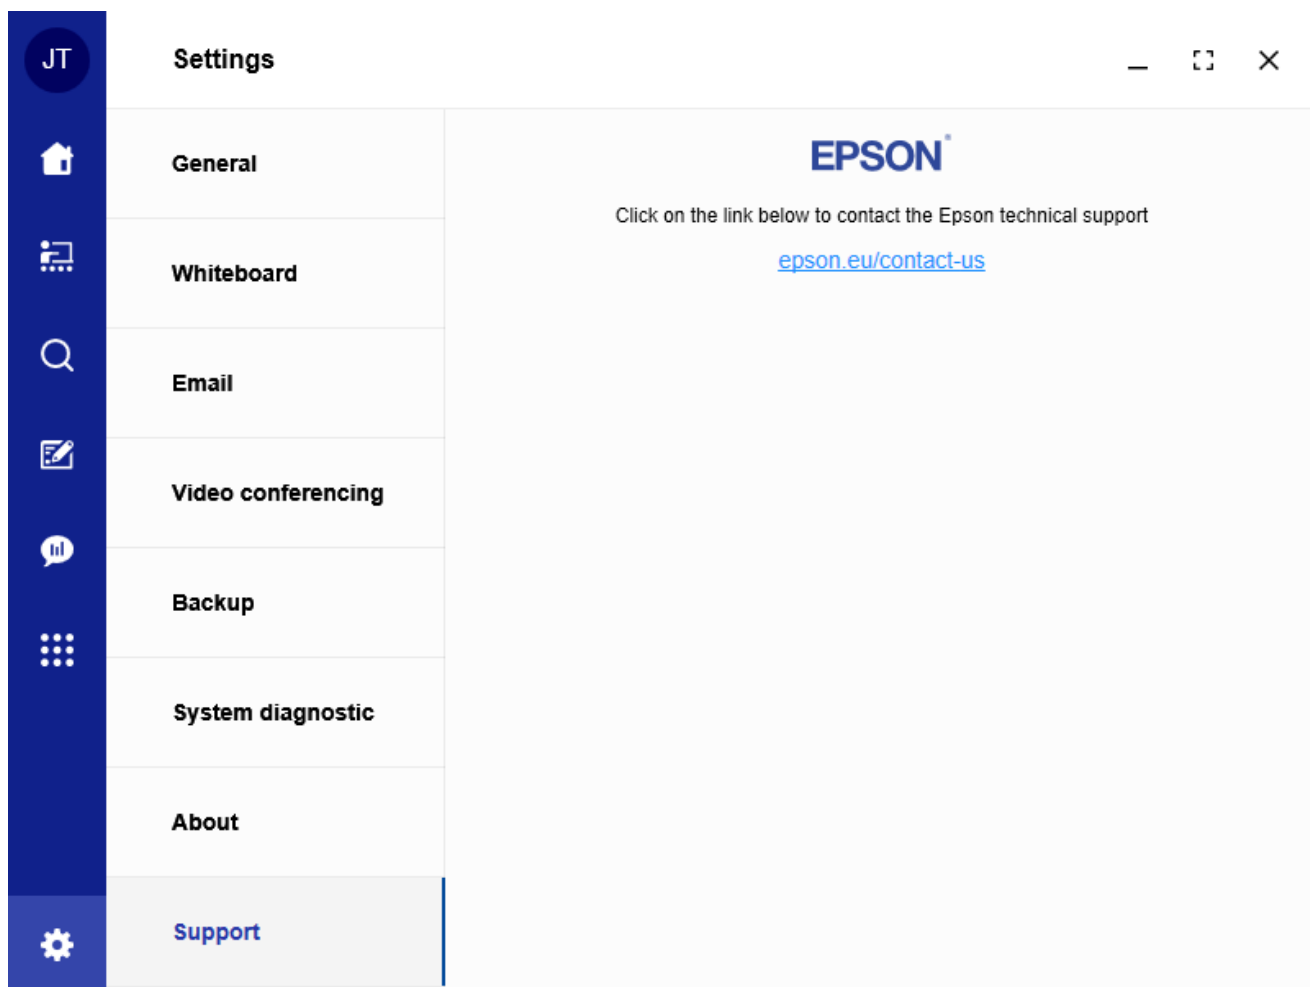 JT
Settings
General
Whiteboard
Email
Video conferencing
Backup
System diagnostic
About
Support
EPSON
Click on the link below to contact the Epson technical support
epson.eu/contact-us